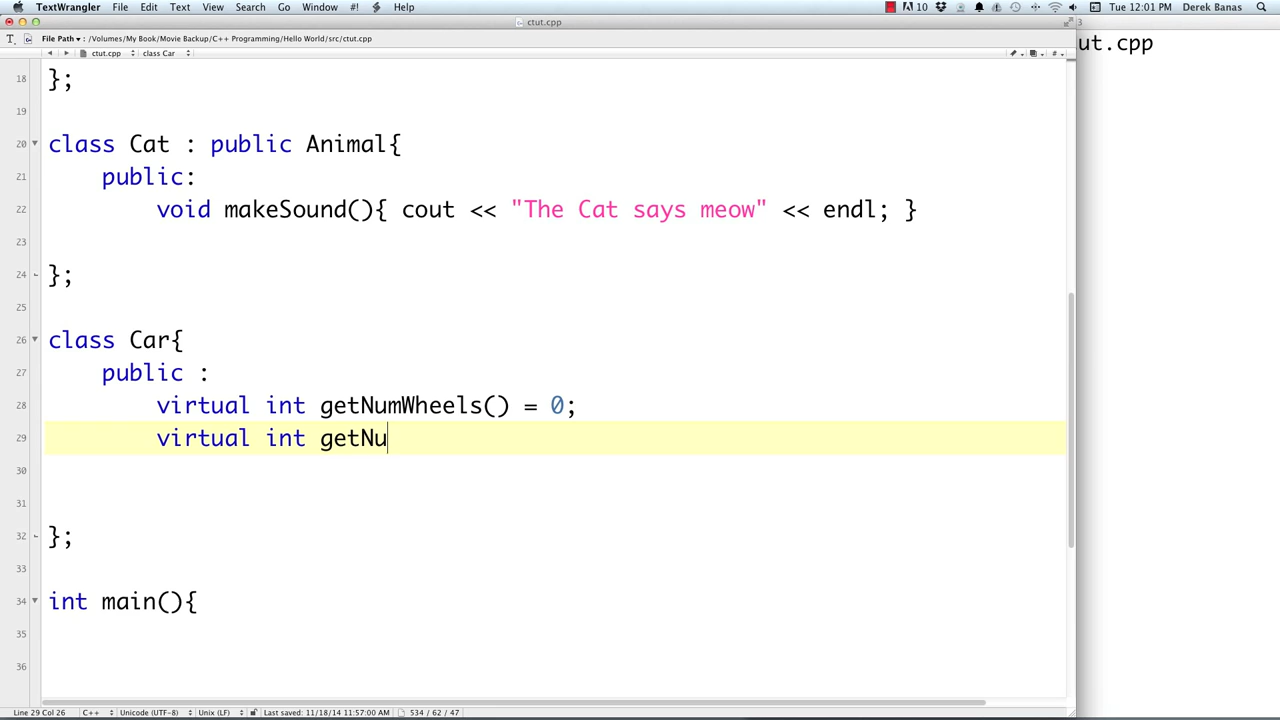 TextWrangler File Edit Text View Search Go Window #! Help 10 Tue 12:01 PM Derek Banas
ctut.cpp
File Path ▾ : /Volumes/My Book/Movie Backup/C++ Programming/Hello World/src/ctut.cpp
ctut.cpp class Car
ut.cpp
18 };
19
20 class Cat : public Animal{
21 public:
22 void makeSound(){ cout << "The Cat says meow" << endl; }
23
24 };
25
26 class Car{
27 public :
28 virtual int getNumWheels() = 0;
29 virtual int getNu
30
31
32 };
33
34 int main(){
35
36
Line 29 Col 26 C++ Unicode (UTF-8) Unix (LF) Last saved: 11/18/14 11:57:00 AM 534 / 62 / 47